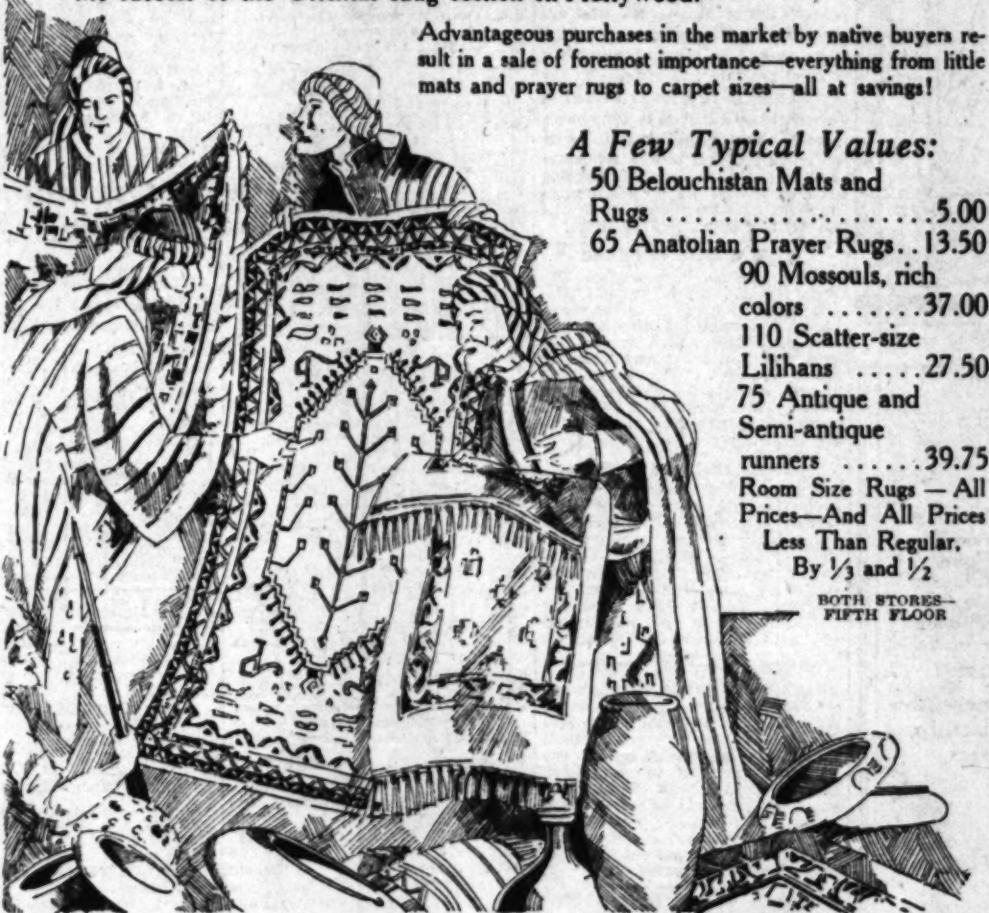 Advantageous purchases in the market by native buyers re-
sult in a sale of foremost importance—everything from little
mats and prayer rugs to carpet sizes—all at savings!
A Few Typical Values:
50 Belouchistan Mats and
Rugs ....................5.00
65 Anatolian Prayer Rugs..13.50
90 Mossouls, rich
colors .......37.00
110 Scatter-size
Lilihans .....27.50
75 Antique and
Semi-antique
runners ......39.75
Room Size Rugs — All
Prices—And All Prices
Less Than Regular.
By ⅓ and ½
BOTH STORES—
FIFTH FLOOR